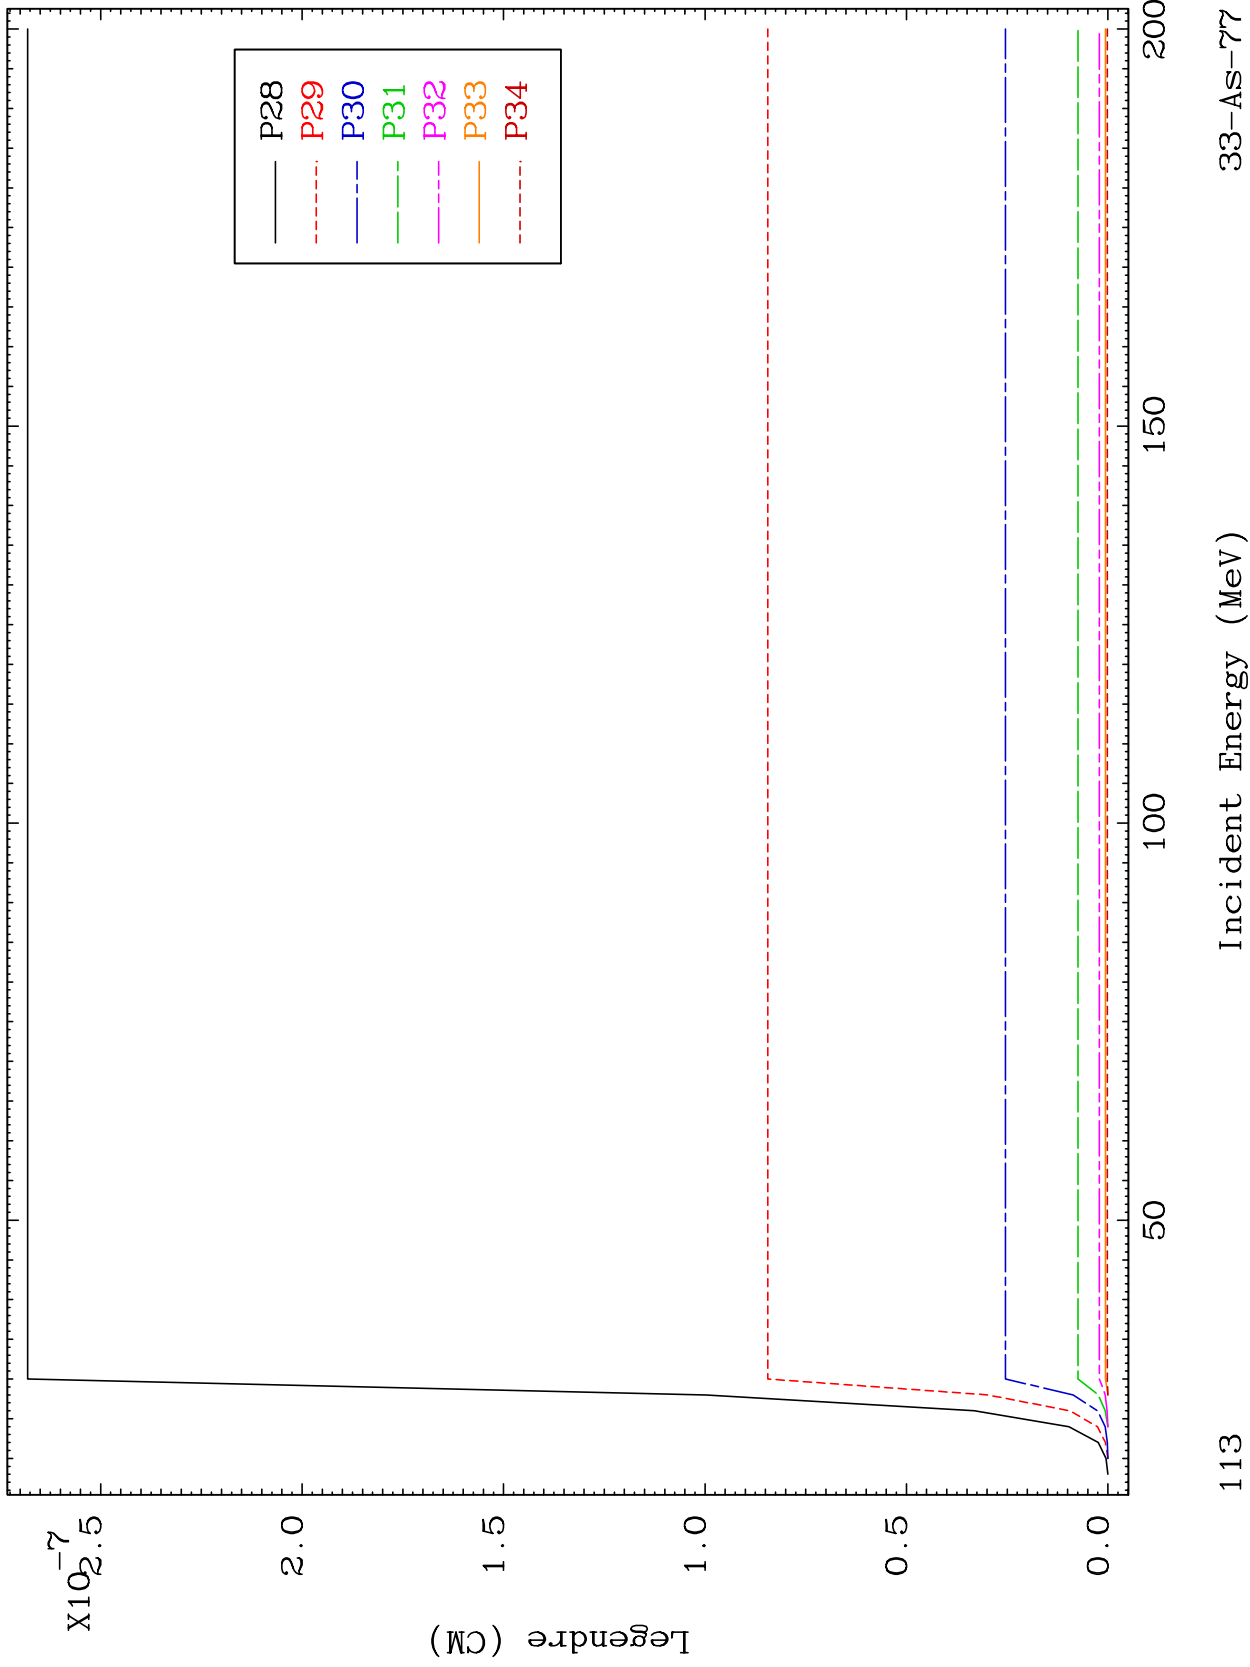 X10-7
2.5
2.0
1.5
1.0
0.5
0.0
Legendre (CM)
P28
P29
P30
P31
P32
P33
P34
50
100
150
200
Incident Energy (MeV)
113
33-As-77